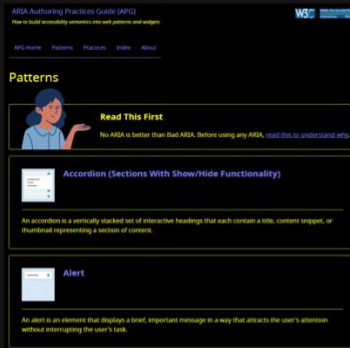 ARIA Authoring Practices Guide (APG)
How to build accessibility semantics into web patterns and widgets
W3C
APG Home Patterns Practices Index About
Patterns
Read This First
No ARIA is better than Bad ARIA. Before using any ARIA, read this to understand why.
Accordion (Sections With Show/Hide Functionality)
An accordion is a vertically stacked set of interactive headings that each contain a title, content snippet, or
thumbnail representing a section of content.
Alert
An alert is an element that displays a brief, important message in a way that attracts the user's attention
without interrupting the user's task.